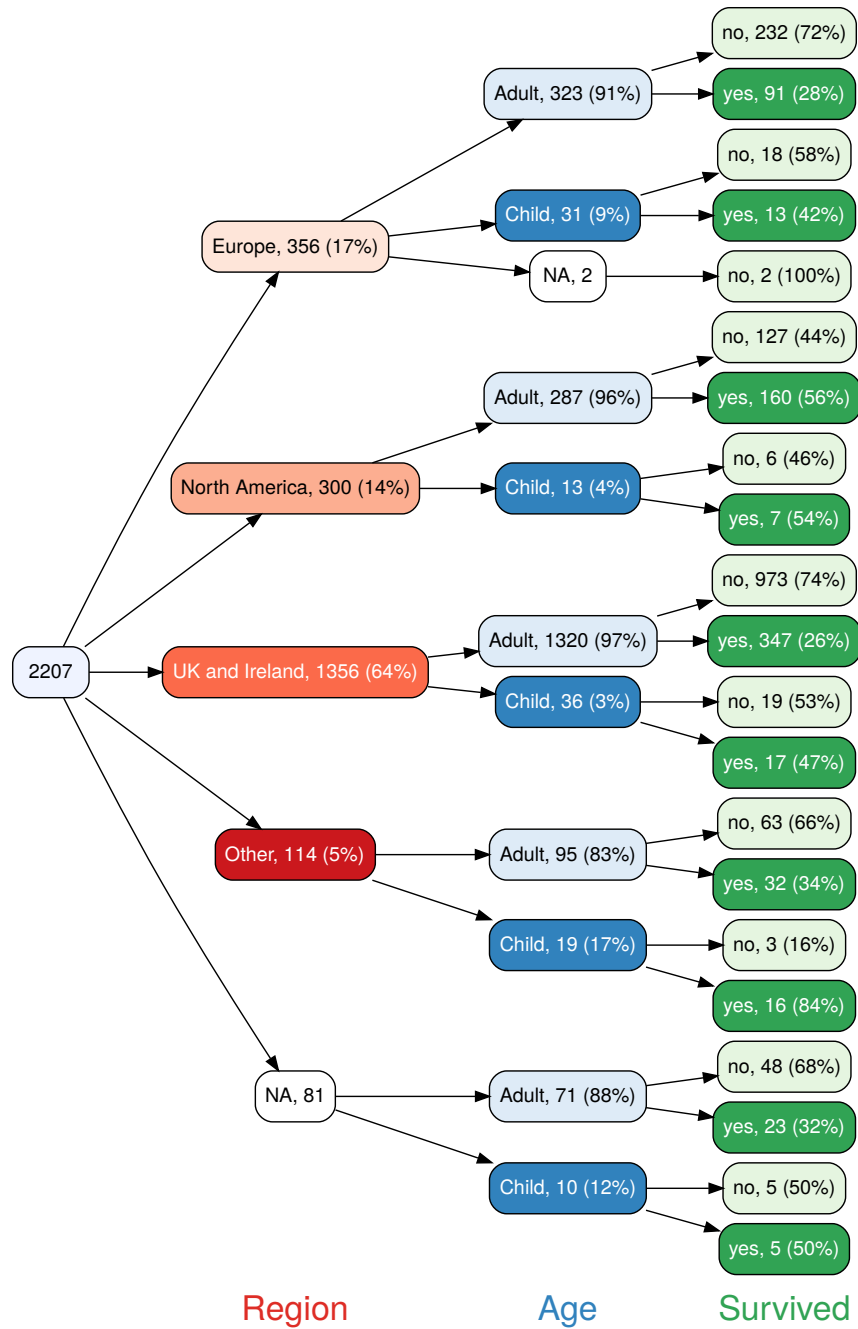 no, 232 (72%)
Adult, 323 (91%)
yes, 91 (28%)
no, 18 (58%)
Child, 31 (9%)
yes, 13 (42%)
Europe, 356 (17%)
NA, 2
no, 2 (100%)
no, 127 (44%)
Adult, 287 (96%)
yes, 160 (56%)
no, 6 (46%)
North America, 300 (14%)
Child, 13 (4%)
yes, 7 (54%)
no, 973 (74%)
Adult, 1320 (97%)
yes, 347 (26%)
2207
UK and Ireland, 1356 (64%)
Child, 36 (3%)
no, 19 (53%)
yes, 17 (47%)
no, 63 (66%)
Other, 114 (5%)
Adult, 95 (83%)
yes, 32 (34%)
Child, 19 (17%)
no, 3 (16%)
yes, 16 (84%)
no, 48 (68%)
NA, 81
Adult, 71 (88%)
yes, 23 (32%)
Child, 10 (12%)
no, 5 (50%)
yes, 5 (50%)
Region
Age
Survived